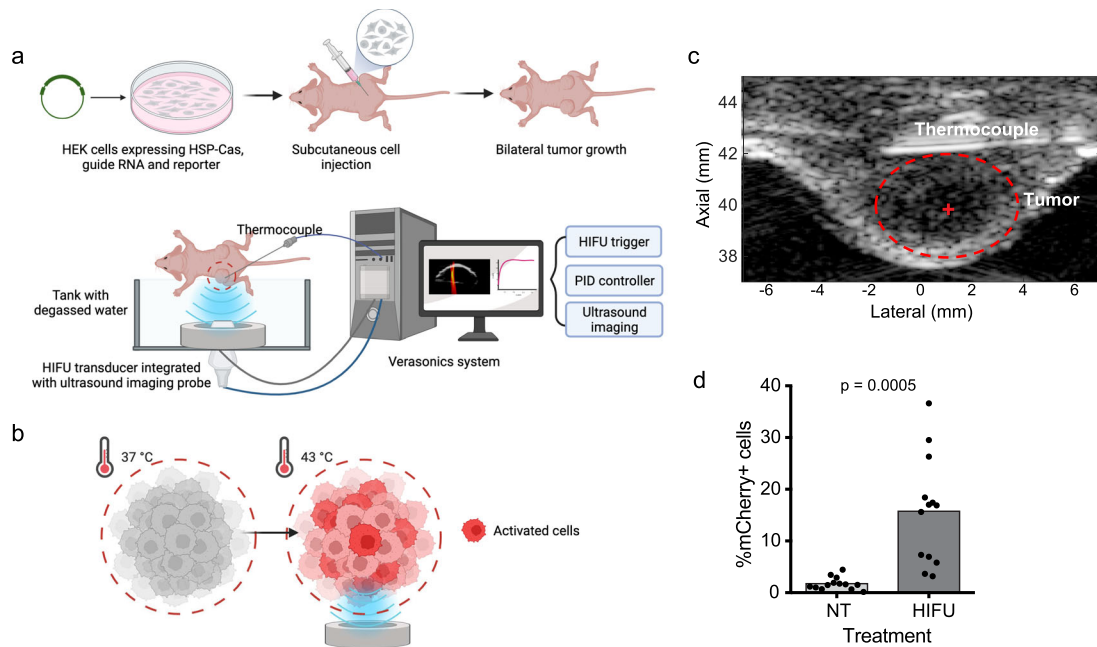 a
HEK cells expressing HSP-Cas,
guide RNA and reporter
Subcutaneous cell
injection
Bilateral tumor growth
Thermocouple
Tank with
degassed water
HIFU transducer integrated
with ultrasound imaging probe
Verasonics system
HIFU trigger
PID controller
Ultrasound
imaging
b
37 °C
43 °C
Activated cells
c
Axial (mm)
44
42
40
38
Thermocouple
Tumor
-6 -4 -2 0 2 4 6
Lateral (mm)
d
%mCherry+ cells
40
30
20
10
0
p = 0.0005
NT HIFU
Treatment